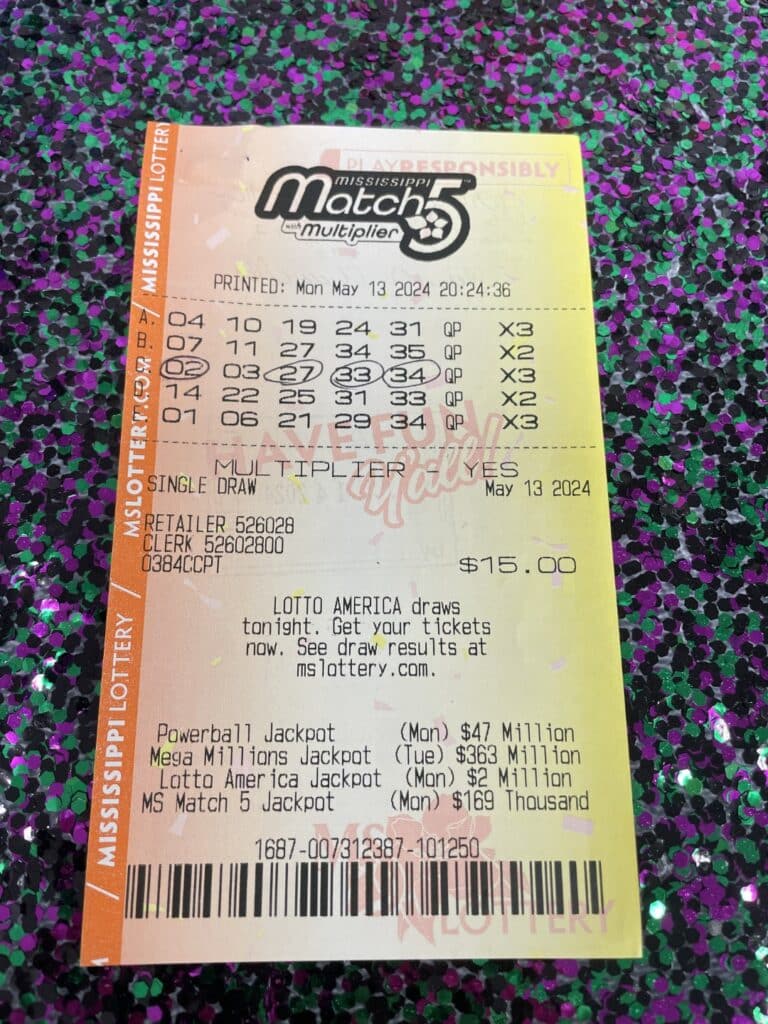 PLAY RESPONSIBLY
MISSISSIPPI
Match 5
with Multiplier
PRINTED: Mon May 13 2024 20:24:36
A. 04 10 19 24 31 QP X3
B. 07 11 27 34 35 QP X2
02 03 27 33 34 QP X3
D. 14 22 25 31 33 QP X2
01 06 21 29 34 QP X3
HAVE FUN
Y'all!
MULTIPLIER - YES
SINGLE DRAW May 13 2024
RETAILER 526028
CLERK 52602800
0384CCPT $15.00
LOTTO AMERICA draws
tonight. Get your tickets
now. See draw results at
mslottery.com.
Powerball Jackpot (Mon) $47 Million
Mega Millions Jackpot (Tue) $363 Million
Lotto America Jackpot (Mon) $2 Million
MS Match 5 Jackpot (Mon) $169 Thousand
1687-007312387-101250
MS
LOTTERY
M / MISSISSIPPI LOTTERY / MSLOTTERY.COM / MISSISSIPPI LOTTERY